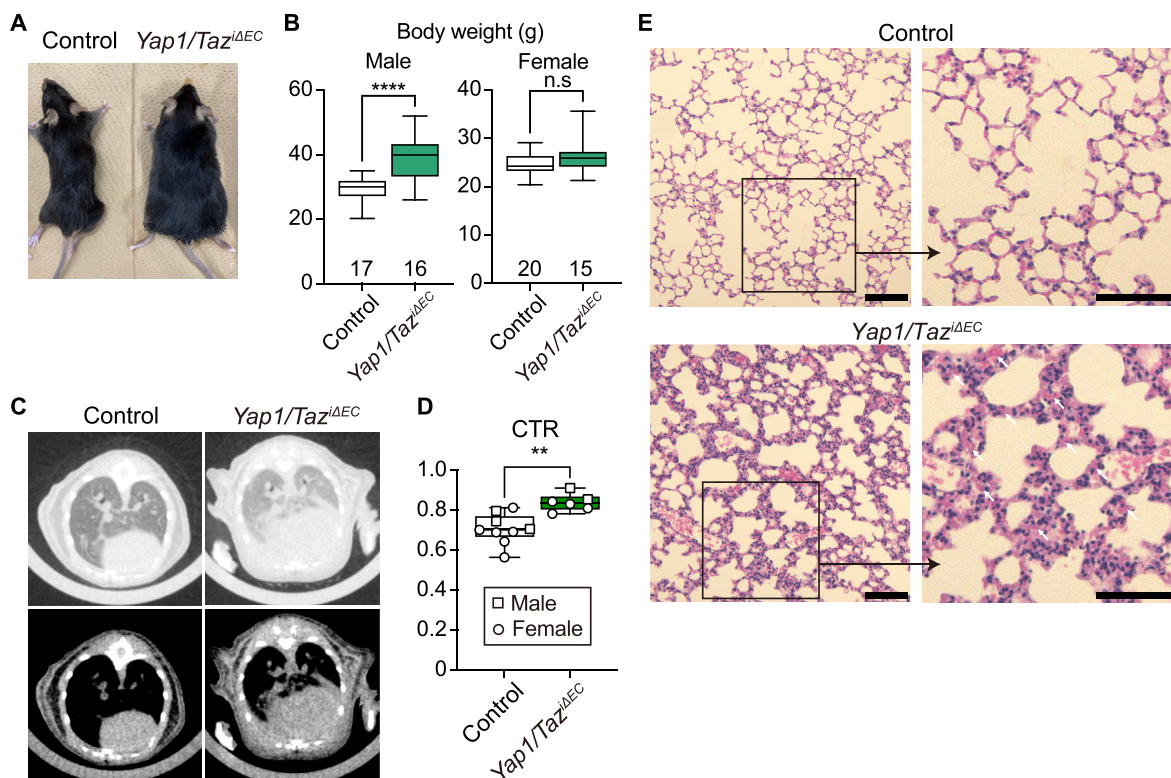 A
Control Yap1/Taz^iΔEC
B
Body weight (g)
Male
60
40
20
0
****
17 16
Control
Yap1/Taz^iΔEC
Female
40
30
20
10
0
n.s
20 15
Control
Yap1/Taz^iΔEC
C
Control Yap1/Taz^iΔEC
D
CTR
1.0
0.8
0.6
0.4
0.2
0
**
Male
Female
Control
Yap1/Taz^iΔEC
E
Control
Yap1/Taz^iΔEC